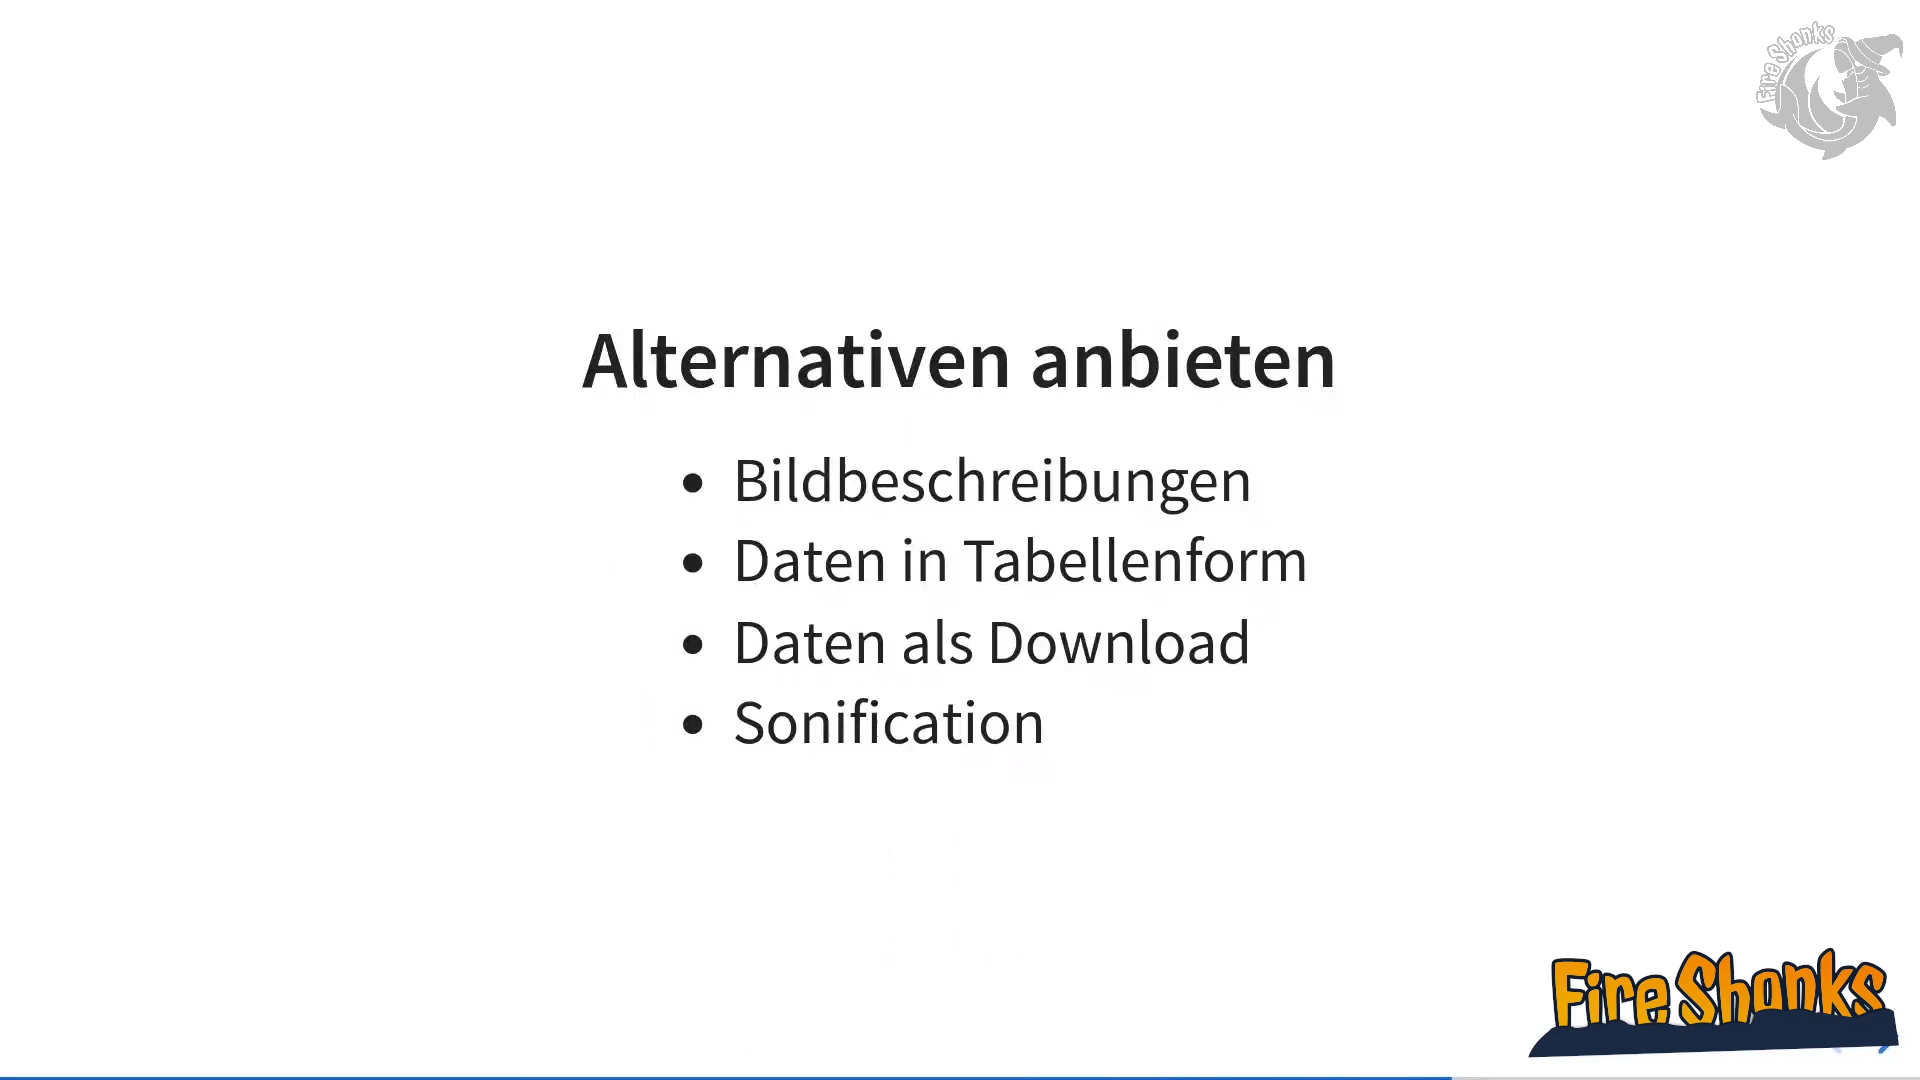 Fire Shonks
Alternativen anbieten
• Bildbeschreibungen
• Daten in Tabellenform
• Daten als Download
• Sonification
Fire Shonks